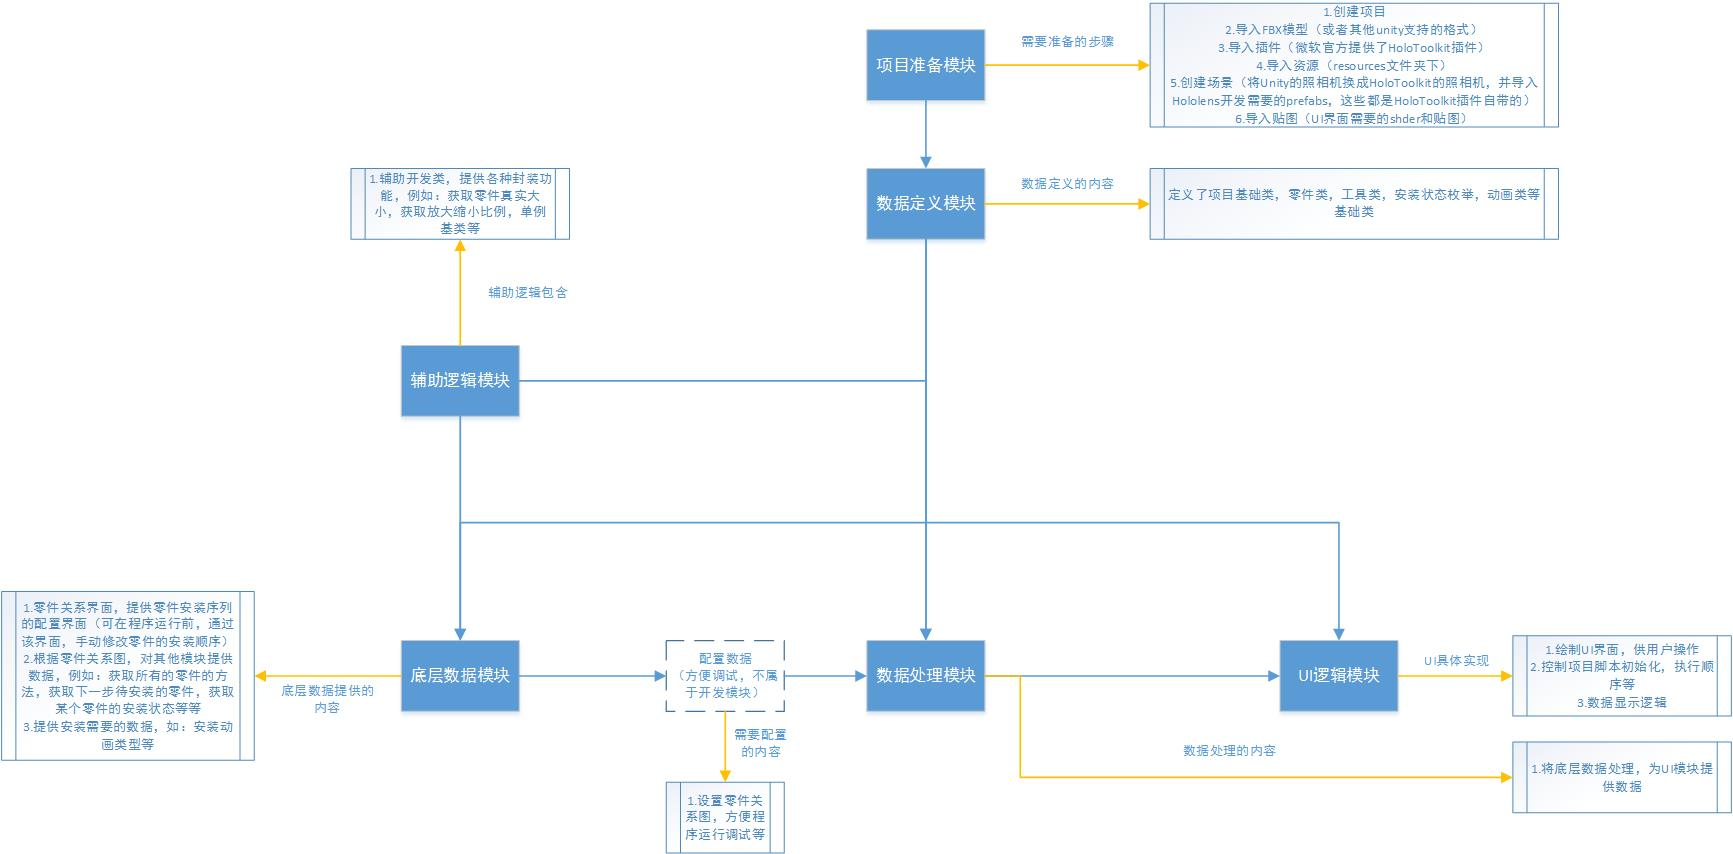 1.创建项目
2.导入FBX模型（或者其他unity支持的格式）
3.导入插件（微软官方提供了HoloToolkit插件）
4.导入资源（resources文件夹下）
5.创建场景（将Unity的照相机换成HoloToolkit的照相机，并导入
Hololens开发需要的prefabs，这些都是HoloToolkit插件自带的）
6.导入贴图（UI界面需要的shder和贴图）
需要准备的步骤
项目准备模块
1.辅助开发类，提供各种封装功
能，例如：获取零件真实大
小，获取放大缩小比例，单例
基类等
数据定义模块
数据定义的内容
定义了项目基础类，零件类，工具类，安装状态枚举，动画类等
基础类
辅助逻辑包含
辅助逻辑模块
1.零件关系界面，提供零件安装序列
的配置界面（可在程序运行前，通过
该界面，手动修改零件的安装顺序）
2.根据零件关系图，对其他模块提供
数据，例如：获取所有的零件的方
法，获取下一步待安装的零件，获取
某个零件的安装状态等等
3.提供安装需要的数据，如：安装动
画类型等
底层数据提供的
内容
底层数据模块
配置数据
（方便调试，不属
于开发模块）
数据处理模块
UI逻辑模块
UI具体实现
1.绘制UI界面，供用户操作
2.控制项目脚本初始化，执行顺
序等
3.数据显示逻辑
需要配置
的内容
数据处理的内容
1.将底层数据处理，为UI模块提
供数据
1.设置零件关
系图，方便程
序运行调试等